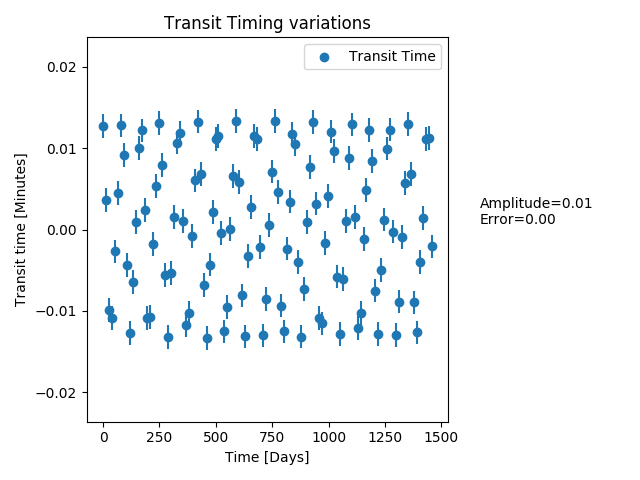 Transit Timing variations
Transit Time
0.02
0.01
0.00
−0.01
−0.02
Transit time [Minutes]
Amplitude=0.01
Error=0.00
0 250 500 750 1000 1250 1500
Time [Days]